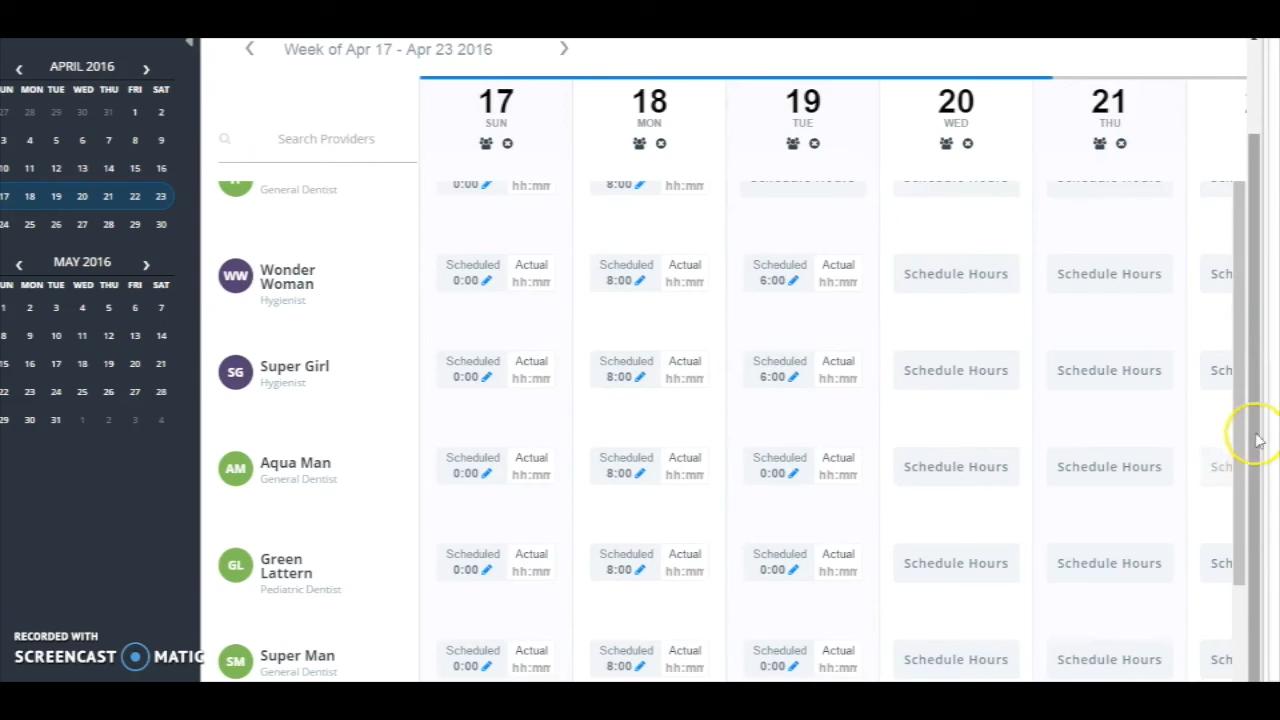 APRIL 2016
UN MON TUE WED THU FRI SAT
27 28 29 30 31 1 2
3 4 5 6 7 8 9
10 11 12 13 14 15 16
17 18 19 20 21 22 23
24 25 26 27 28 29 30
MAY 2016
UN MON TUE WED THU FRI SAT
1 2 3 4 5 6 7
8 9 10 11 12 13 14
15 16 17 18 19 20 21
22 23 24 25 26 27 28
29 30 31 1 2 3 4
RECORDED WITH
SCREENCAST MATIC
Week of Apr 17 - Apr 23 2016
Search Providers
17 18 19 20 21
SUN MON TUE WED THU
General Dentist 0:00 hh:mm 8:00 hh:mm Schedule Hours Schedule Hours Schedule Hours
WW Wonder Woman
Hygienist
Scheduled Actual Scheduled Actual Scheduled Actual
0:00 hh:mm 8:00 hh:mm 6:00 hh:mm
Schedule Hours Schedule Hours Sch
SG Super Girl
Hygienist
Scheduled Actual Scheduled Actual Scheduled Actual
0:00 hh:mm 8:00 hh:mm 6:00 hh:mm
Schedule Hours Schedule Hours Sch
AM Aqua Man
General Dentist
Scheduled Actual Scheduled Actual Scheduled Actual
0:00 hh:mm 8:00 hh:mm 0:00 hh:mm
Schedule Hours Schedule Hours Sch
GL Green
Lattern
Pediatric Dentist
Scheduled Actual Scheduled Actual Scheduled Actual
0:00 hh:mm 8:00 hh:mm 0:00 hh:mm
Schedule Hours Schedule Hours Sch
SM Super Man
General Dentist
Scheduled Actual Scheduled Actual Scheduled Actual
0:00 hh:mm 8:00 hh:mm 0:00 hh:mm
Schedule Hours Schedule Hours Sch